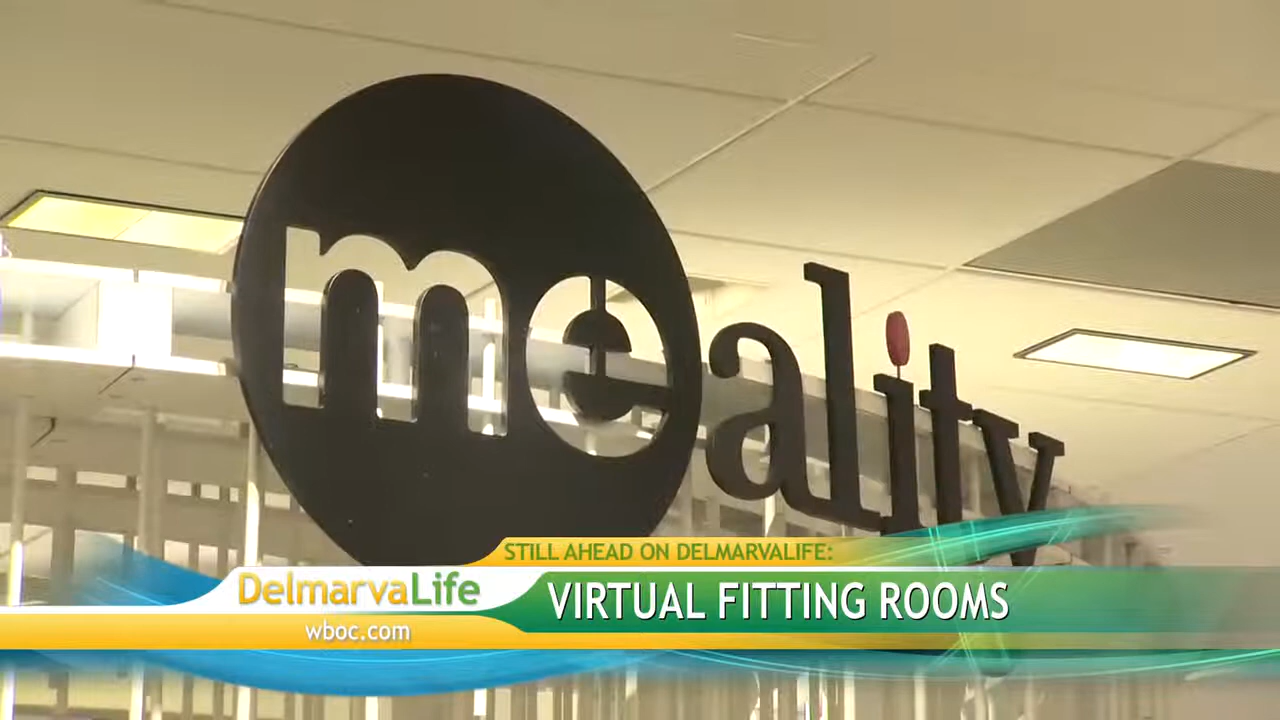 meality
STILL AHEAD ON DELMARVALIFE:
DelmarvaLife
VIRTUAL FITTING ROOMS
wboc.com